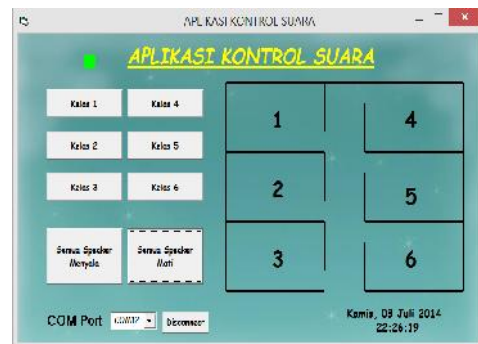 APLIKASI KONTROL SUARA
APLIKASI KONTROL SUARA
Kelas 1
Kelas 4
Kelas 2
Kelas 5
Kelas 3
Kelas 6
Semua Speaker
Menyala
Semua Speaker
Mati
1
4
2
5
3
6
COM Port
Disconnect
Kamis, 03 Juli 2014
22:26:19